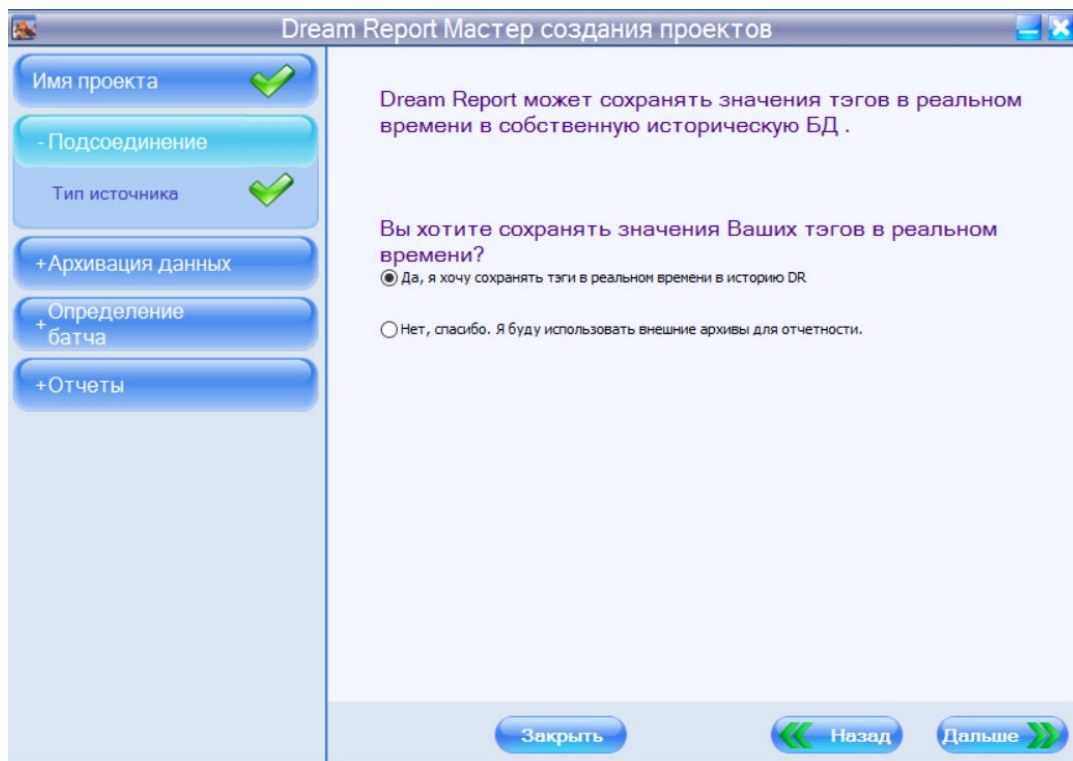 Dream Report Мастер создания проектов
Имя проекта
- Подсоединение
Тип источника
+Архивация данных
+Определение
батча
+Отчеты
Dream Report может сохранять значения тэгов в реальном
времени в собственную историческую БД .
Вы хотите сохранять значения Ваших тэгов в реальном
времени?
Да, я хочу сохранять тэги в реальном времени в историю DR
Нет, спасибо. Я буду использовать внешние архивы для отчетности.
Закрыть
Назад
Дальше